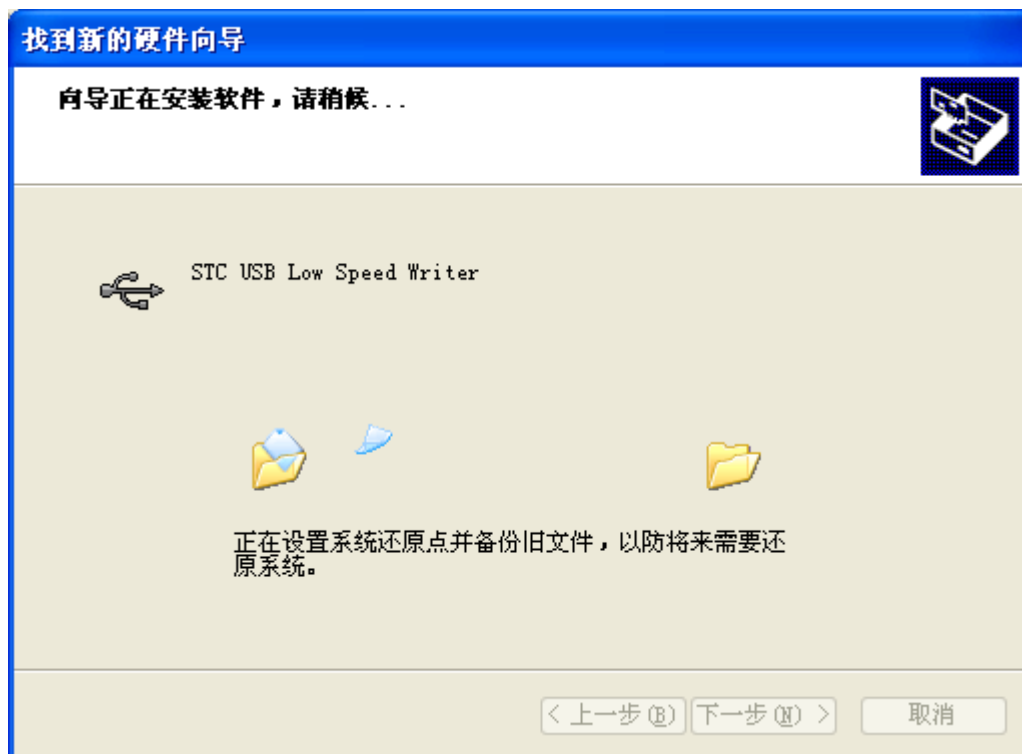 找到新的硬件向导
向导正在安装软件，请稍候...
STC USB Low Speed Writer
正在设置系统还原点并备份旧文件，以防将来需要还
原系统。
< 上一步(B) 下一步(N) > 取消